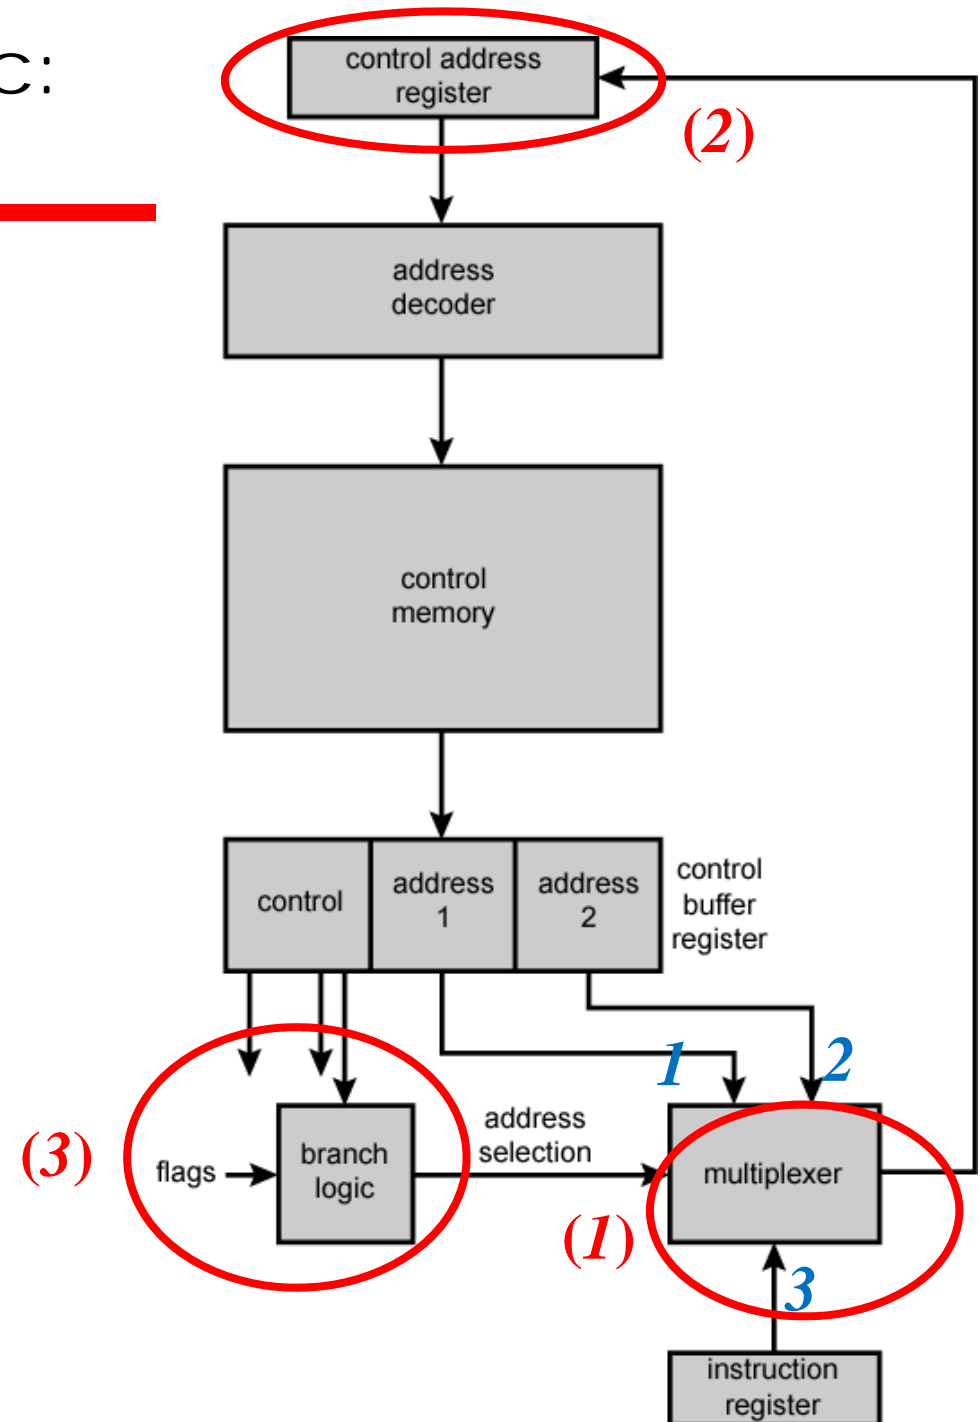 C:
control address
register
(2)
address
decoder
control
memory
control
address
1
address
2
control
buffer
register
1
2
(3)
flags
branch
logic
address
selection
multiplexer
(1)
3
instruction
register